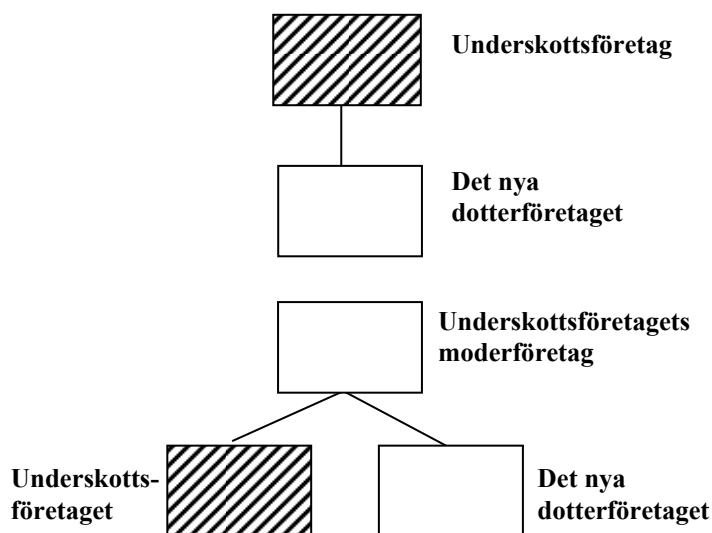 Underskottsföretag
Det nya
dotterföretaget
Underskottsföretagets
moderföretag
Underskotts-
företaget
Det nya
dotterföretaget